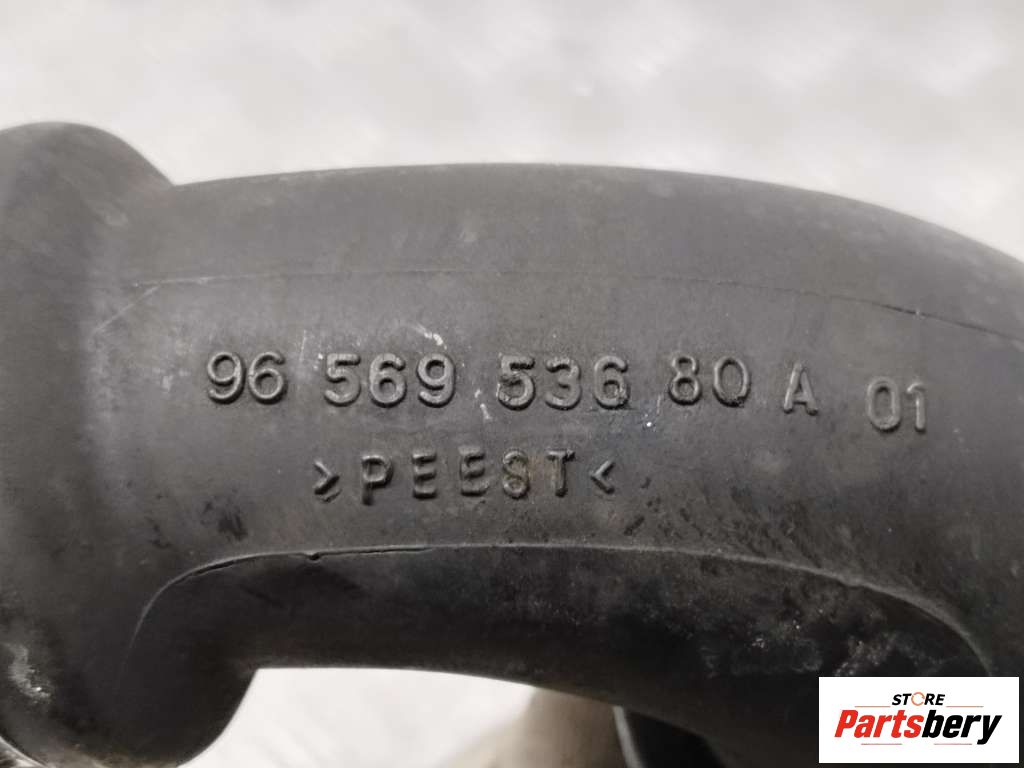 96 569 536 80 A 01
>PEEST<
STORE
Partsbery